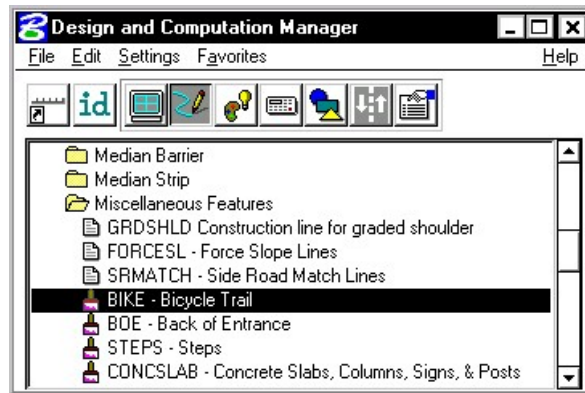 Design and Computation Manager
File Edit Settings Favorites Help
id
Median Barrier
Median Strip
Miscellaneous Features
GRDSHLD Construction line for graded shoulder
FORCESL - Force Slope Lines
SRMATCH - Side Road Match Lines
BIKE - Bicycle Trail
BOE - Back of Entrance
STEPS - Steps
CONCSLAB - Concrete Slabs, Columns, Signs, & Posts